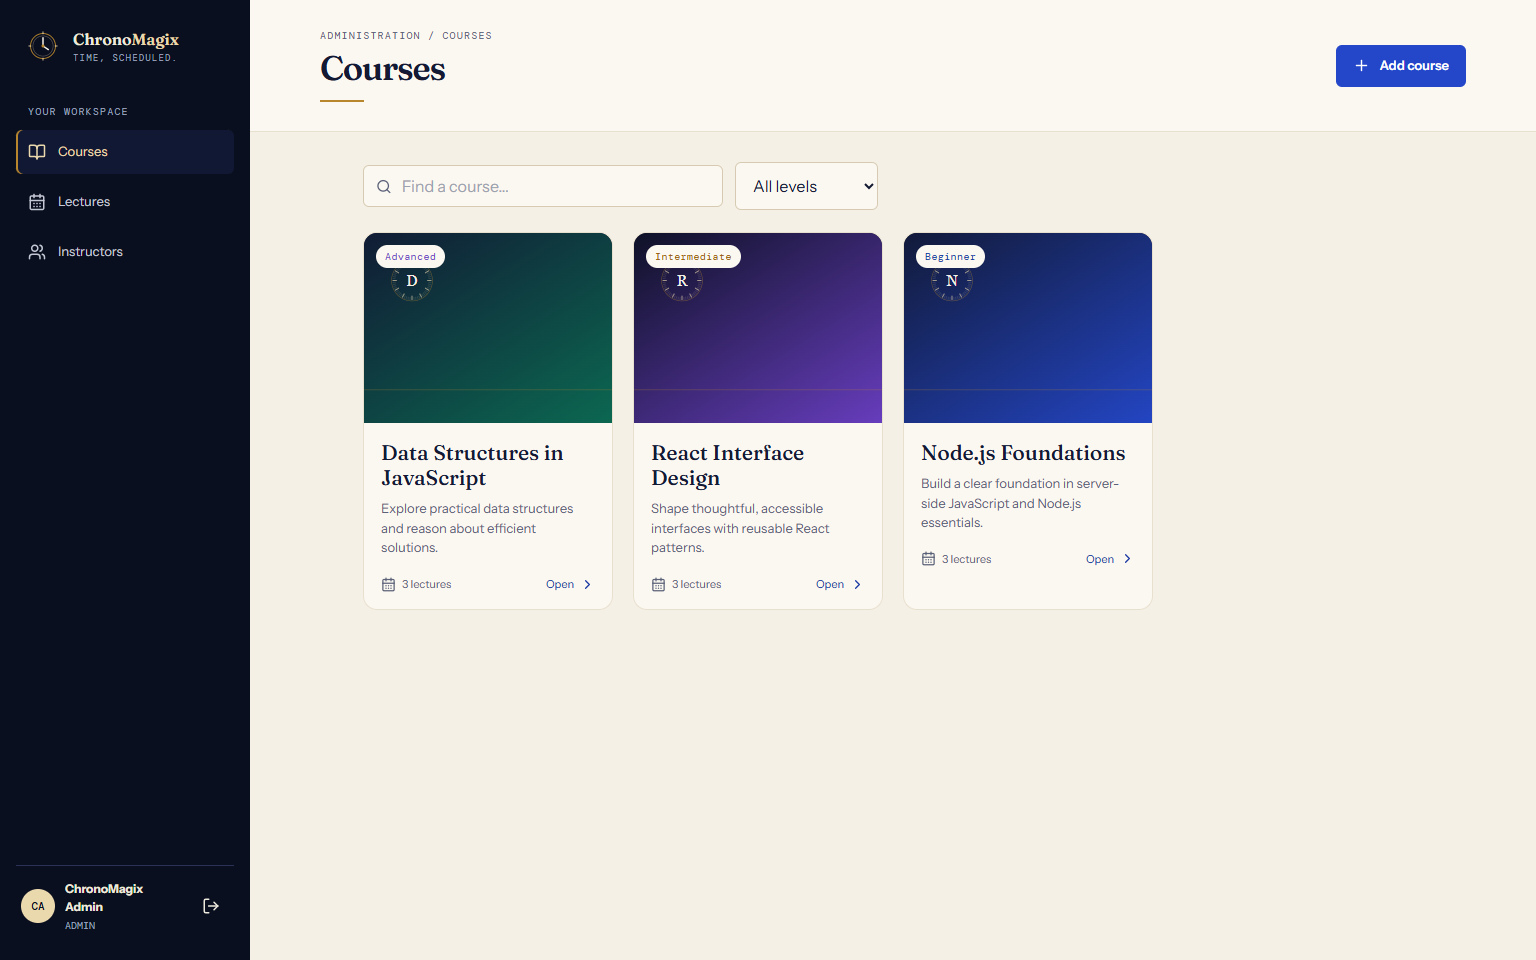 ChronoMagix
TIME, SCHEDULED.
YOUR WORKSPACE
Courses
Lectures
Instructors
ChronoMagix
Admin
CA
ADMIN
ADMINISTRATION / COURSES
Courses
Add course
Find a course...
All levels
Advanced
D
Data Structures in
JavaScript
Explore practical data structures
and reason about efficient
solutions.
3 lectures
Open
Intermediate
R
React Interface
Design
Shape thoughtful, accessible
interfaces with reusable React
patterns.
3 lectures
Open
Beginner
N
Node.js Foundations
Build a clear foundation in server-
side JavaScript and Node.js
essentials.
3 lectures
Open